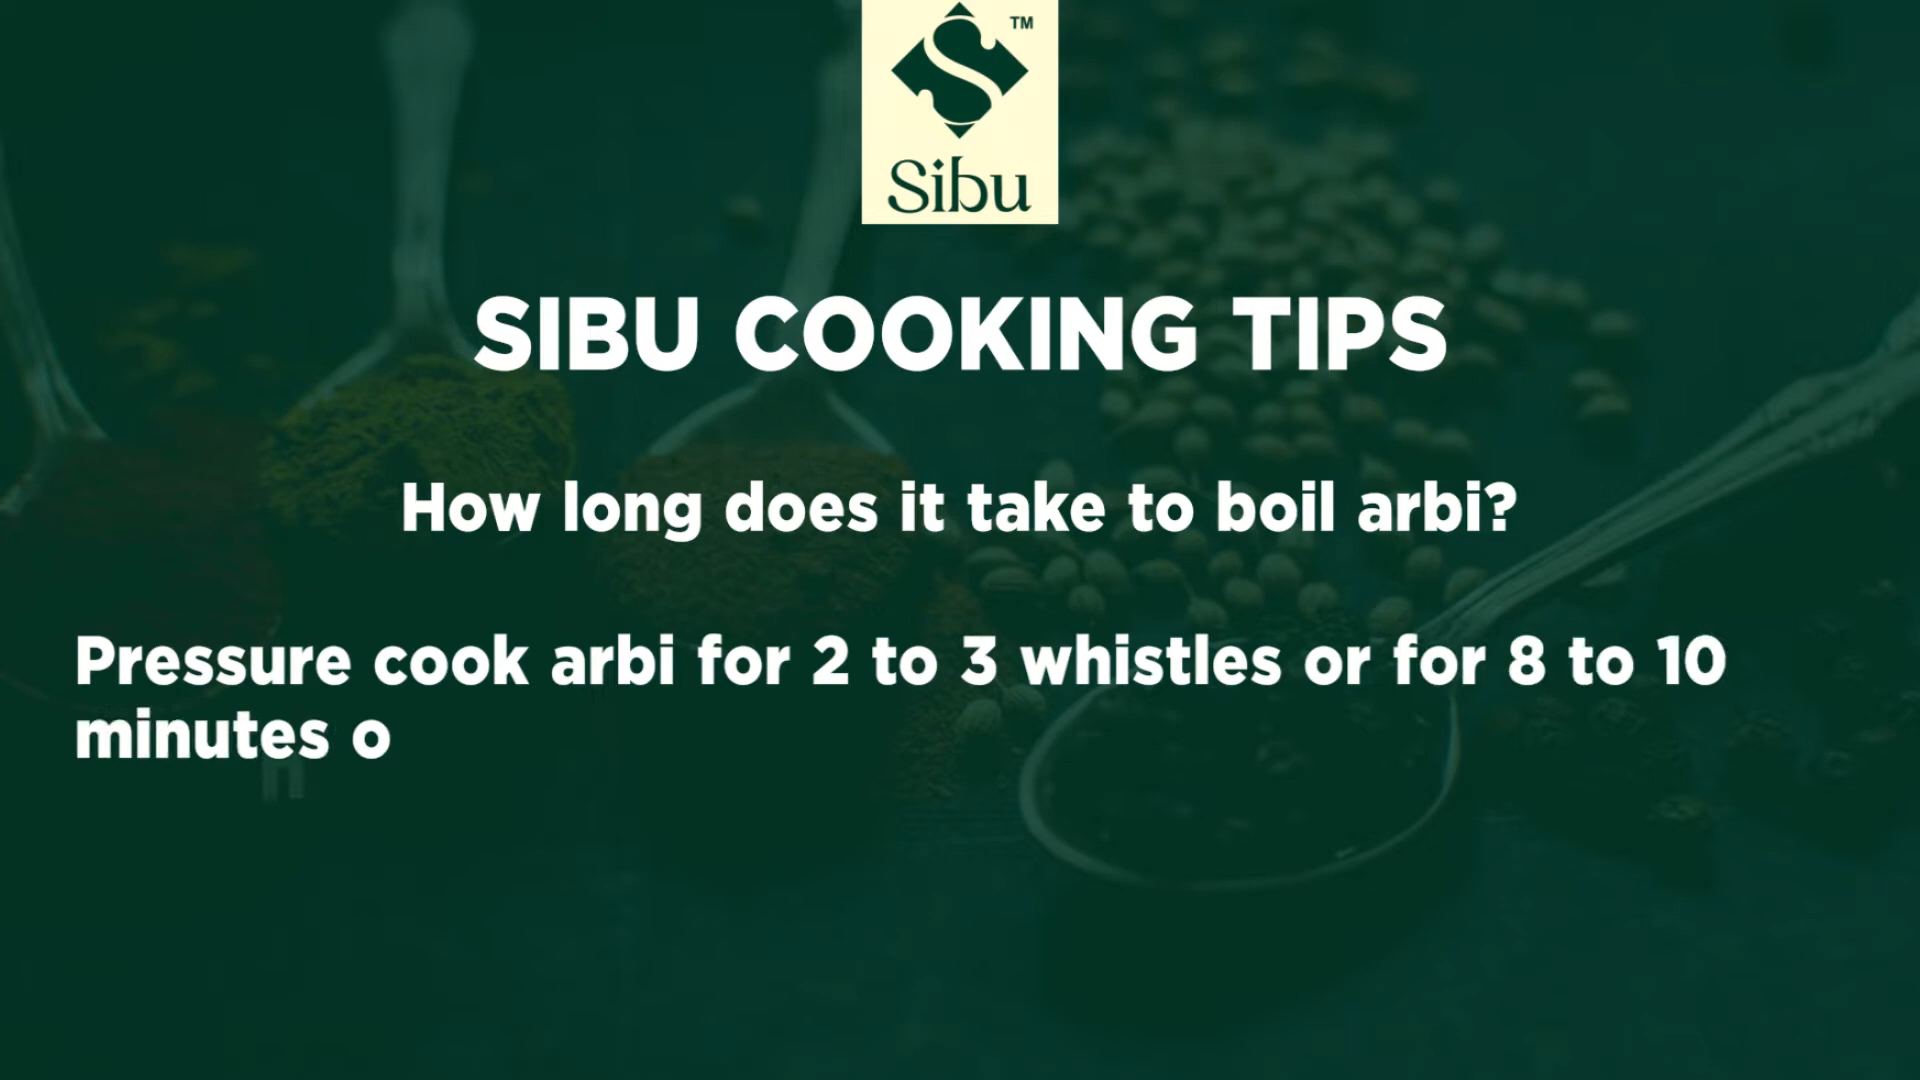 TM
Sibu
SIBU COOKING TIPS
How long does it take to boil arbi?
Pressure cook arbi for 2 to 3 whistles or for 8 to 10
minutes o